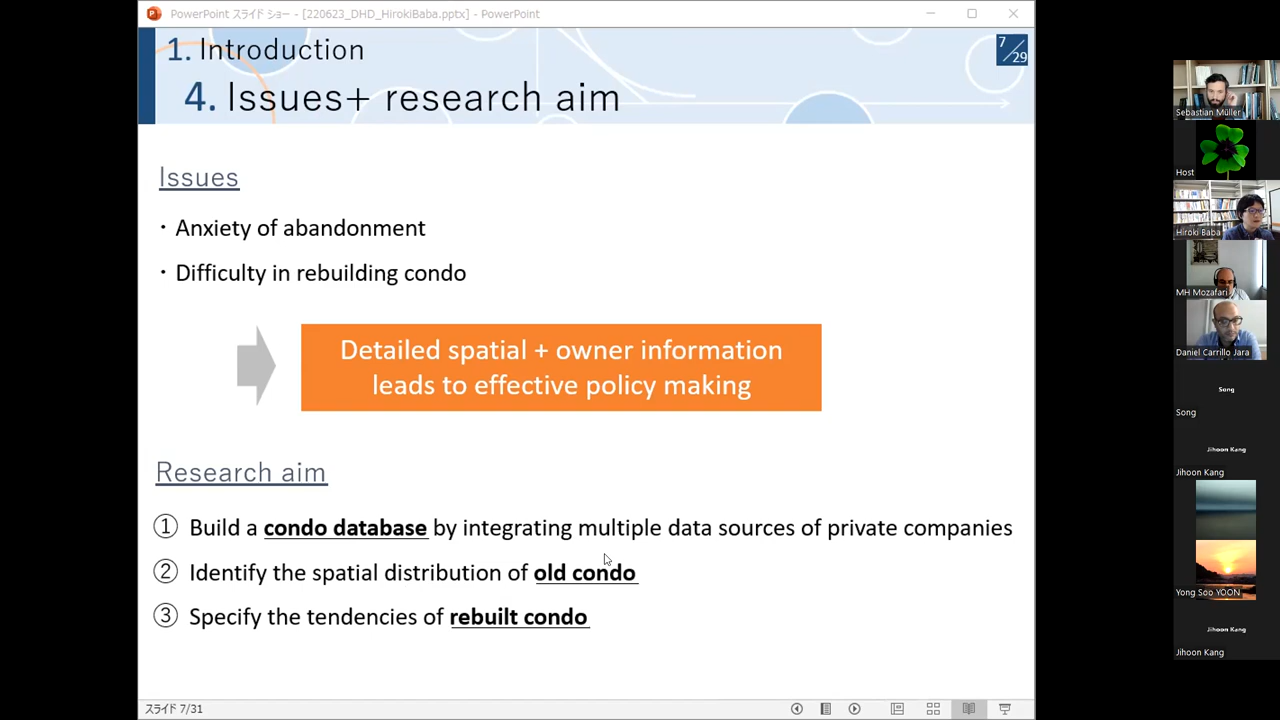 PowerPoint スライド ショー - [220623_DHD_HirokiBaba.pptx] - PowerPoint
1. Introduction
7/29
4. Issues+ research aim
Issues
・Anxiety of abandonment
・Difficulty in rebuilding condo
Detailed spatial + owner information
leads to effective policy making
Research aim
① Build a condo database by integrating multiple data sources of private companies
② Identify the spatial distribution of old condo
③ Specify the tendencies of rebuilt condo
スライド 7/31
Sebastian Müller
Host
Hiroki Baba
MH Mozafari
Daniel Carrillo Jara
Song
Song
Jihoon Kang
Jihoon Kang
Yong Soo YOON
Jihoon Kang
Jihoon Kang